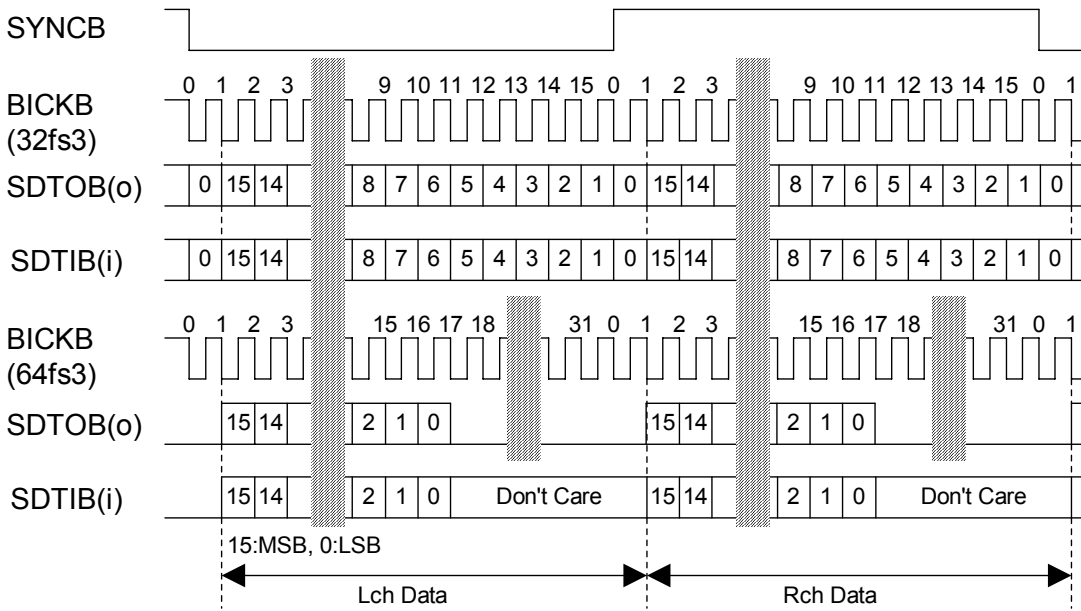 SYNCB
0 1 2 3 9 10 11 12 13 14 15 0 1 2 3 9 10 11 12 13 14 15 0 1
BICKB
(32fs3)
SDTOB(o) 0 15 14 8 7 6 5 4 3 2 1 0 15 14 8 7 6 5 4 3 2 1 0
SDTIB(i) 0 15 14 8 7 6 5 4 3 2 1 0 15 14 8 7 6 5 4 3 2 1 0
0 1 2 3 15 16 17 18 31 0 1 2 3 15 16 17 18 31 0 1
BICKB
(64fs3)
SDTOB(o) 15 14 2 1 0 15 14 2 1 0
SDTIB(i) 15 14 2 1 0 Don't Care 15 14 2 1 0 Don't Care
15:MSB, 0:LSB
Lch Data Rch Data